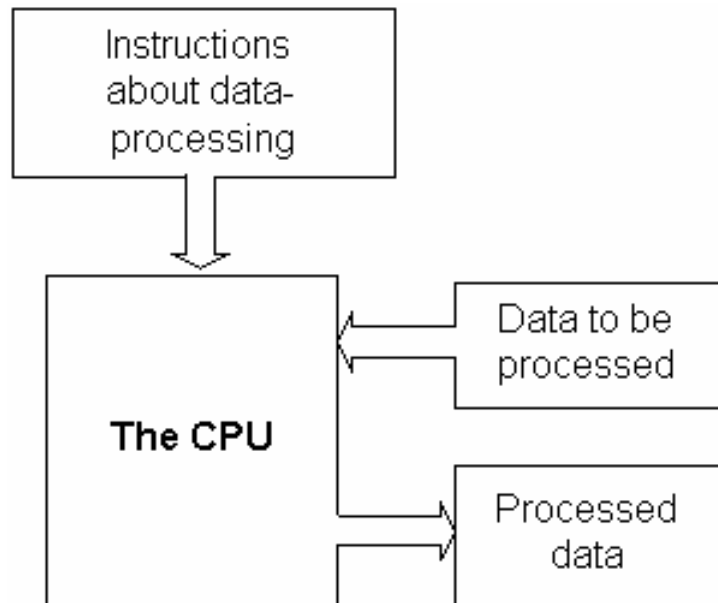 Instructions
about data-
processing
Data to be
processed
The CPU
Processed
data